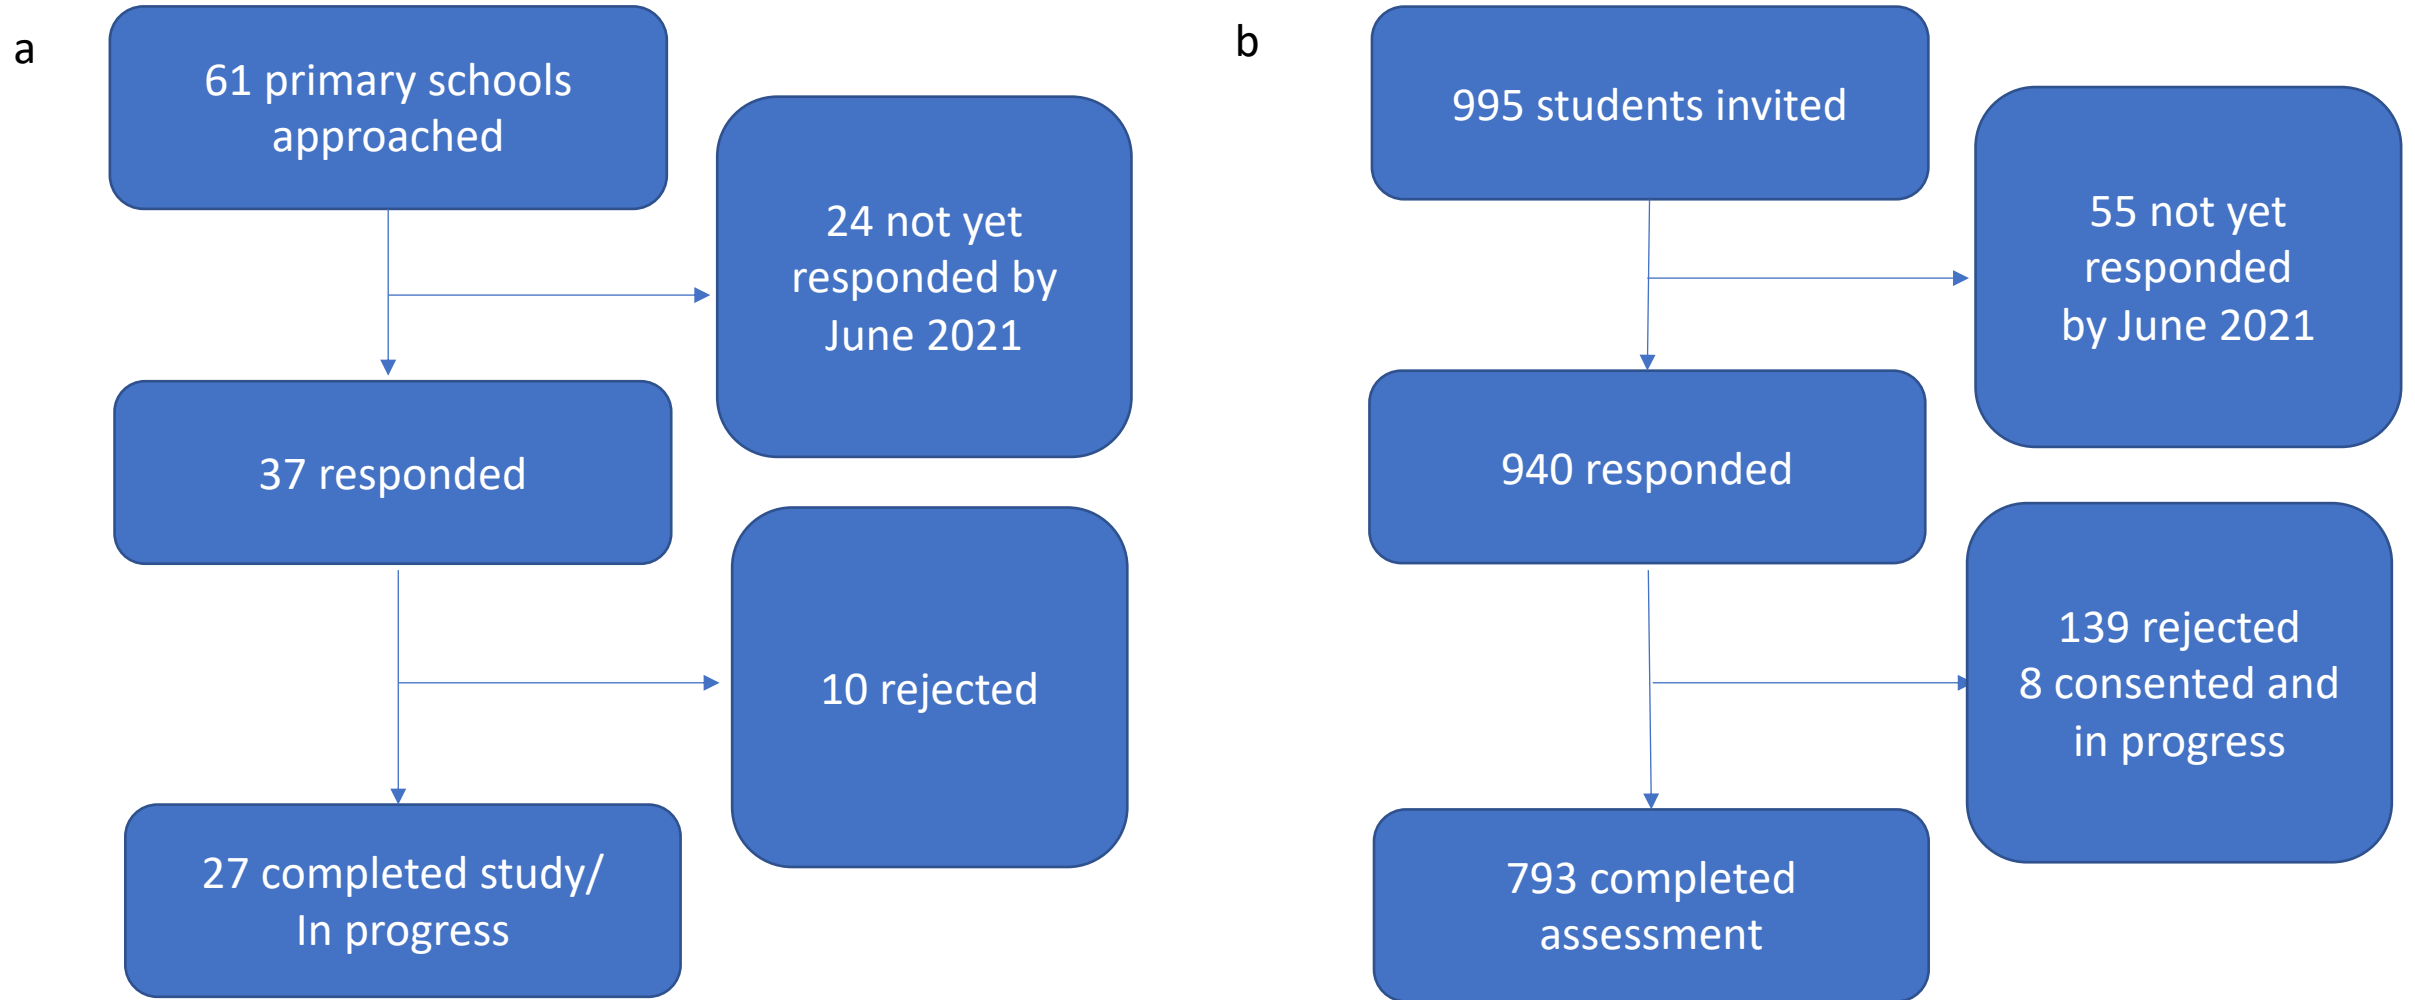 a
61 primary schools
approached
24 not yet
responded by
June 2021
37 responded
10 rejected
27 completed study/
In progress
b
995 students invited
55 not yet
responded
by June 2021
940 responded
139 rejected
8 consented and
in progress
793 completed
assessment